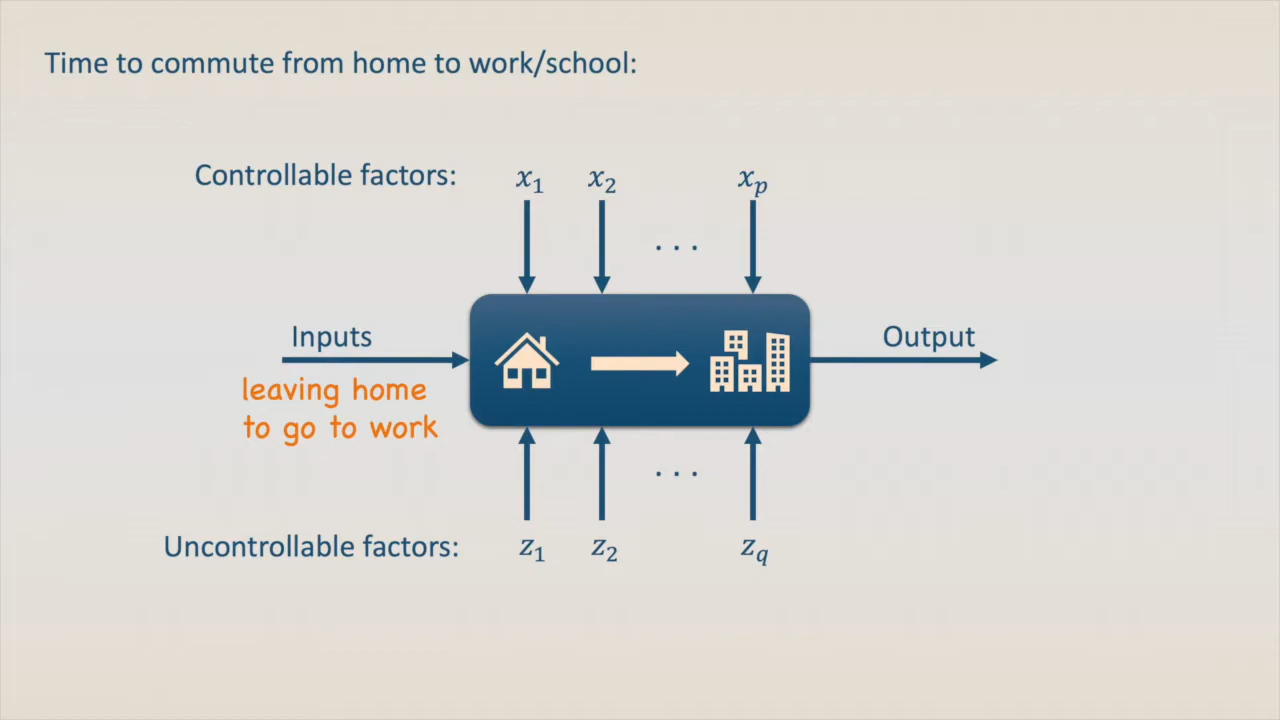 Time to commute from home to work/school:
Controllable factors: x₁ x₂ . . . xₚ
Inputs
Output
leaving home
to go to work
. . .
Uncontrollable factors: z₁ z₂ z_q